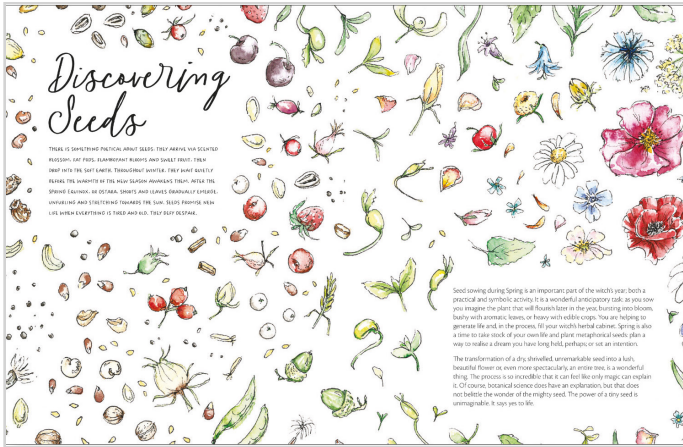 Discovering
Seeds
THERE IS SOMETHING POETICAL ABOUT SEEDS. THEY ARRIVE VIA SCENTED
BLOSSOM, FAT PODS, FLAMBOYANT BLOOMS AND SWEET FRUIT, THEN
DROP INTO THE SOFT EARTH. THROUGHOUT WINTER, THEY WAIT QUIETLY
BEFORE THE WARMTH OF THE NEW SEASON AWAKENS THEM. AFTER THE
SPRING EQUINOX, OR OSTARA, SHOOTS AND LEAVES GRADUALLY EMERGE,
UNFURLING AND STRETCHING TOWARDS THE SUN. SEEDS PROMISE NEW
LIFE WHEN EVERYTHING IS TIRED AND OLD. THEY DEFY DESPAIR.
Seed sowing during Spring is an important part of the witch's year, both a
practical and symbolic activity. It is a wonderful anticipatory task; as you sow
you imagine the plant that will flourish later in the year, bursting into bloom,
bushy with aromatic leaves, or heavy with edible crops. You are helping to
generate life and, in the process, fill your witch's herbal cabinet. Spring is also
a time to take stock of your own life and plant metaphorical seeds; plan a
way to realise a dream you have long held, perhaps, or set an intention.
The transformation of a dry, shrivelled, unremarkable seed into a lush,
beautiful flower or, even more spectacularly, an entire tree, is a wonderful
thing. The process is so incredible that it can feel like only magic can explain
it. Of course, botanical science does have an explanation, but that does
not belittle the wonder of the mighty seed. The power of a tiny seed is
unimaginable. It says yes to life.